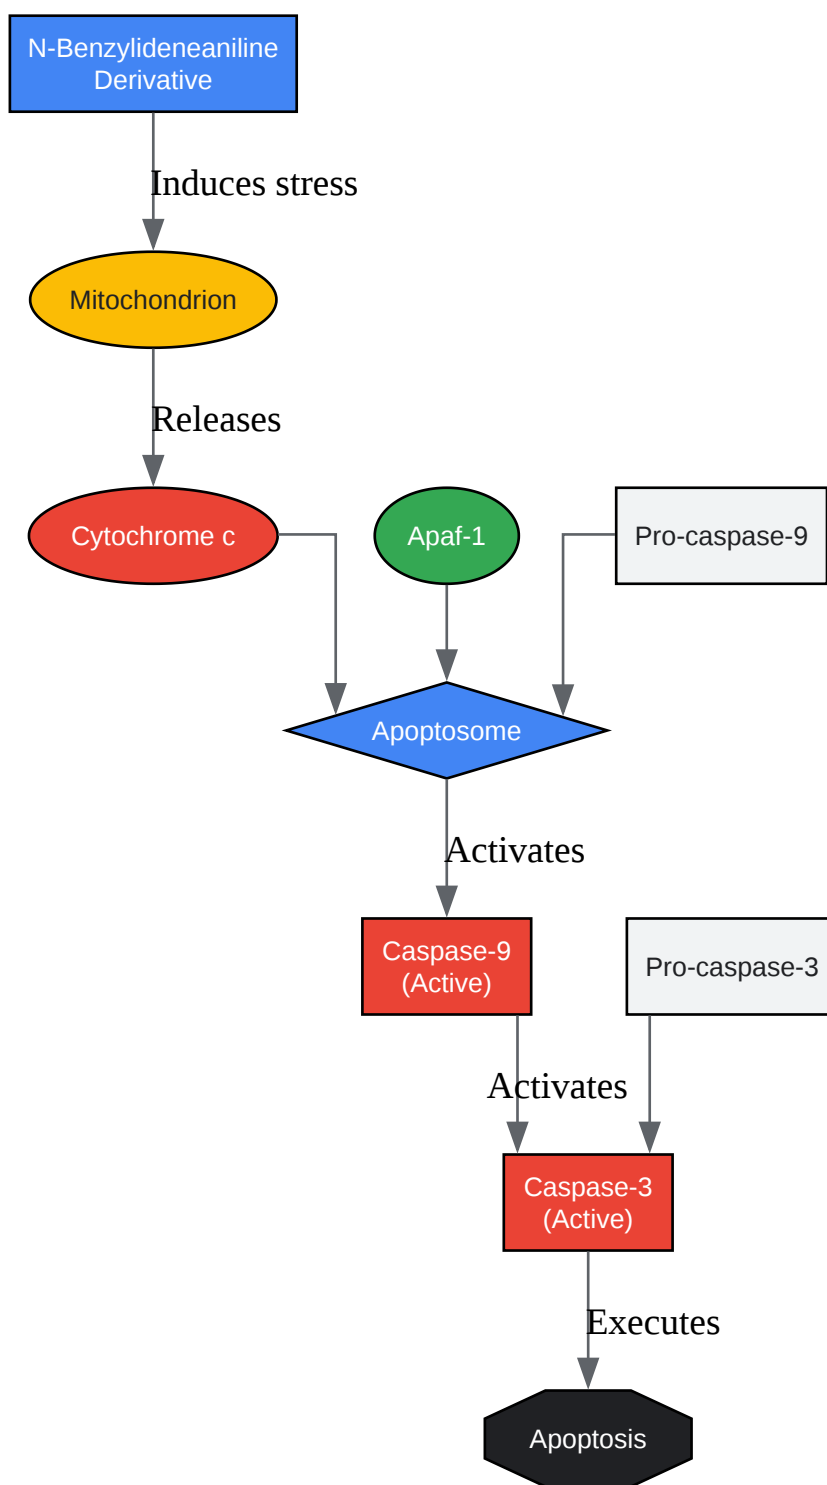 N-Benzylideneaniline
Derivative
Induces stress
Mitochondrion
Releases
Cytochrome c
Apaf-1
Pro-caspase-9
Apoptosome
Activates
Caspase-9
(Active)
Pro-caspase-3
Activates
Caspase-3
(Active)
Executes
Apoptosis